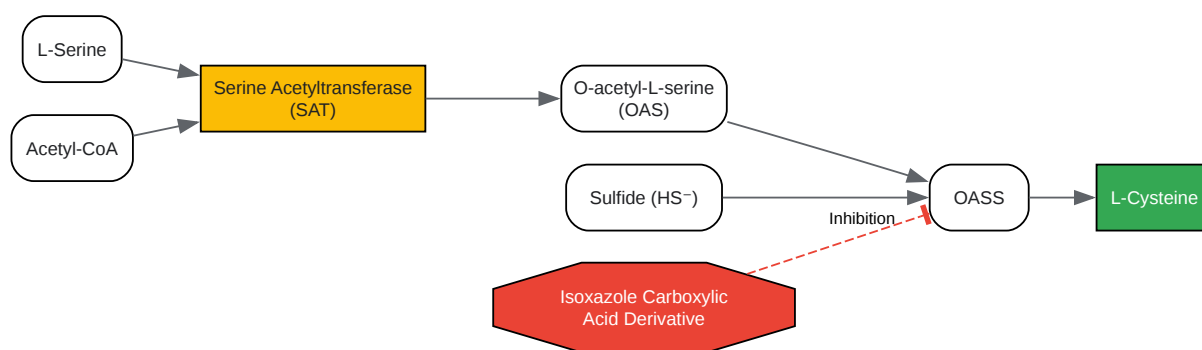 L-Serine
Serine Acetyltransferase
(SAT)
O-acetyl-L-serine
(OAS)
Acetyl-CoA
Sulfide (HS⁻)
OASS
L-Cysteine
Inhibition
Isoxazole Carboxylic
Acid Derivative